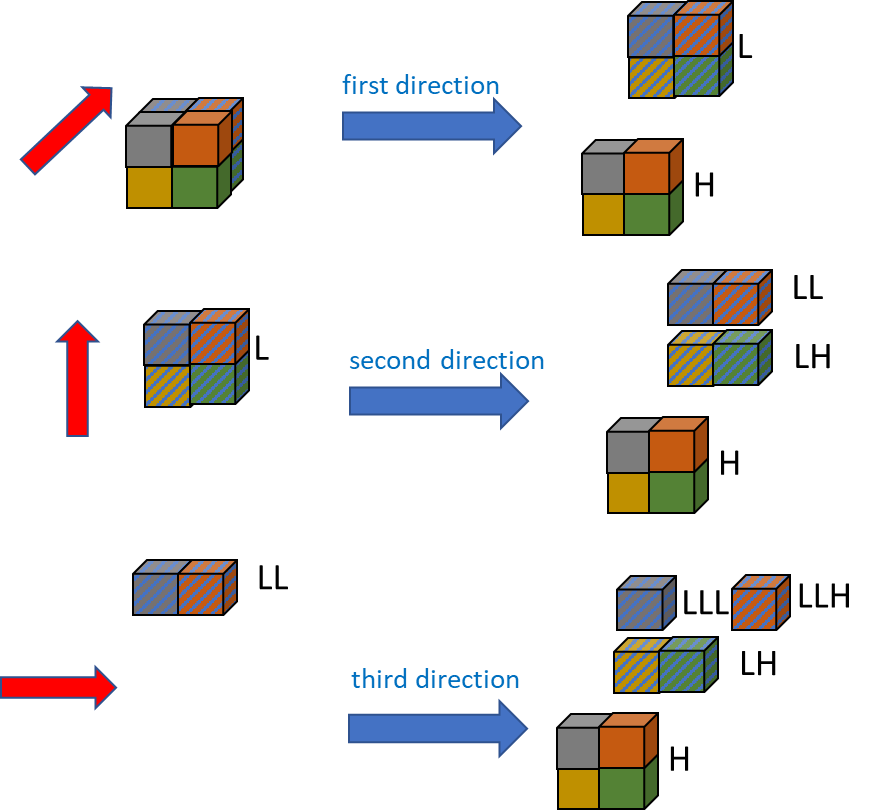 first direction
L
H
L
second direction
LL
LH
H
LL
third direction
LLL
LLH
LH
H